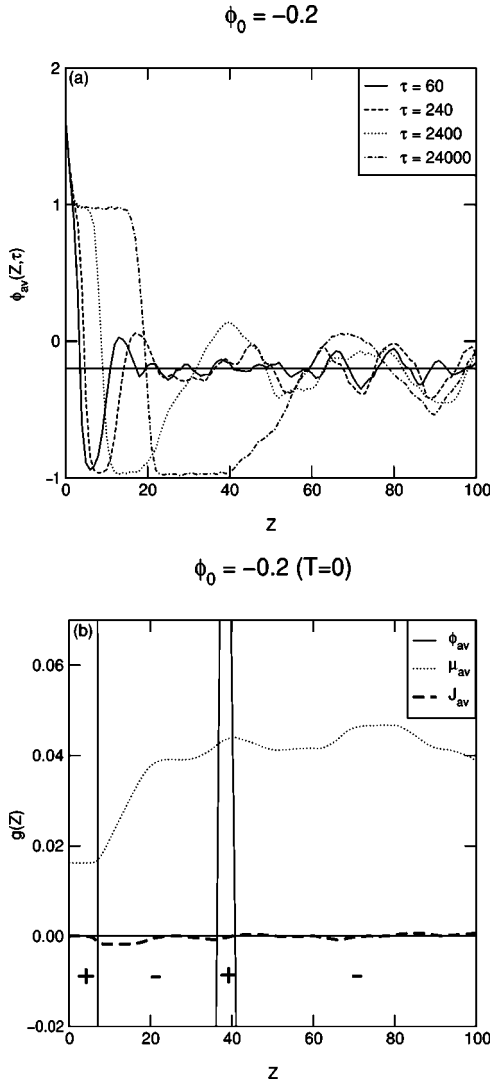 ϕ₀ = −0.2
(a)
τ = 60
τ = 240
τ = 2400
τ = 24000
2
1
0
−1
ϕav(Z,τ)
0 20 40 60 80 100
Z
ϕ₀ = −0.2 (T=0)
(b)
ϕav
μav
Jav
0.06
0.04
0.02
0.00
−0.02
g(Z)
+ - + -
0 20 40 60 80 100
Z